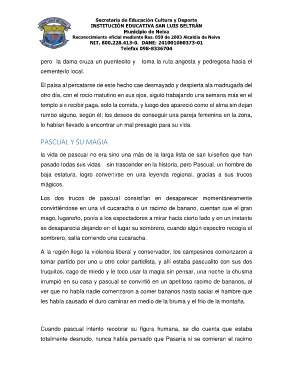 Secretaria de Educación Cultura y Deporte
INSTITUCIÓN EDUCATIVA SAN LUIS BELTRÁN
Municipio de Neiva
Reconocimiento oficial mediante Res. 059 de 2003 Alcaldía de Neiva
NIT. 800.228.413-0. DANE: 241001060373-01
Telefax 098-8336704
pero la dama cruza un puentesito y toma la ruta angosta y pedregosa hacia el
cementerio local.
El paisa al percatarse de este hecho cae desmayado y despierta ala madrugada del
otro día, con el rocío matutino en sus ojos, siguió trabajando una semana más en el
templo sin recibir paga, solo la comida, y luego dos apareció como el alma sin dejan
rumbo alguno, según él; los deseos de conseguir una pareja femenina en la zona,
lo habían llevado a encontrar un mal presagio para su vida.
PASCUAL Y SU MAGIA
la vida de pascual no era sino una más de la larga lista de san luiseños que han
pasado todas sus vidas sin trascender en la historia, pero Pascual, un hombre de
baja estatura, logro convertirse en una leyenda regional, gracias a sus trucos
mágicos.
Los dos trucos de pascual consistían en desaparecer momentáneamente
convirtiéndose en una vil cucaracha o un racimo de banano, cuentan que el gran
mago, lugareño, ponía a los espectadores a mirar hacia cierto lado y en un instante
se desaparecía dejando en el lugar su sombrero, cuando algún espectro recogía el
sombrero, salía corriendo una cucaracha.
A la región llego la violencia liberal y conservador, los campesinos comenzaron a
tomar partido por uno u otro color partidista, y allí estaba pascualito con sus dos
truquitos, cago de miedo y le toco usar la magia sin pensar, una noche la chusma
irrumpió en su casa y pascual se convirtió en un apetitoso racimo de banano, al
ver que no había nadie comenzaron a comer bananos hasta saciar el hambre que
les había causado el duro caminar en medio de la bruma y el frio de la montaña.
Cuando pascual intento recobrar su figura humana, se dio cuenta que estaba
totalmente desnudo, nunca había pensado que Pasaría si se comieran el racimo